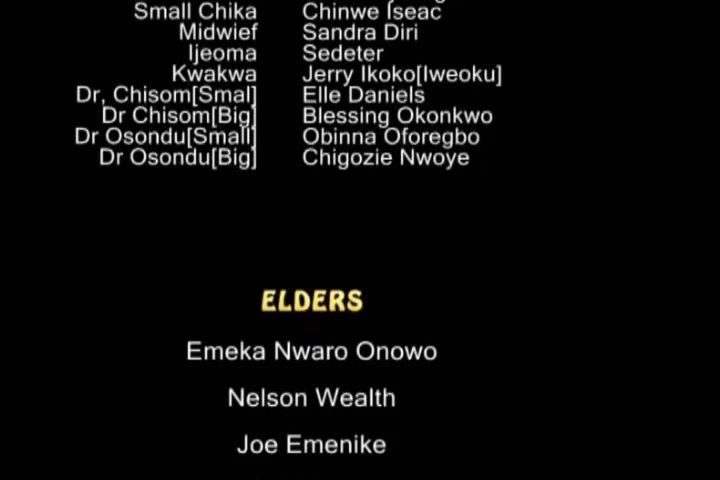 Small Chika Chinwe Iseac
Midwief Sandra Diri
Ijeoma Sedeter
Kwakwa Jerry Ikoko[Iweoku]
Dr, Chisom[Smal] Elle Daniels
Dr Chisom[Big] Blessing Okonkwo
Dr Osondu[Small] Obinna Oforegbo
Dr Osondu[Big] Chigozie Nwoye
ELDERS
Emeka Nwaro Onowo
Nelson Wealth
Joe Emenike